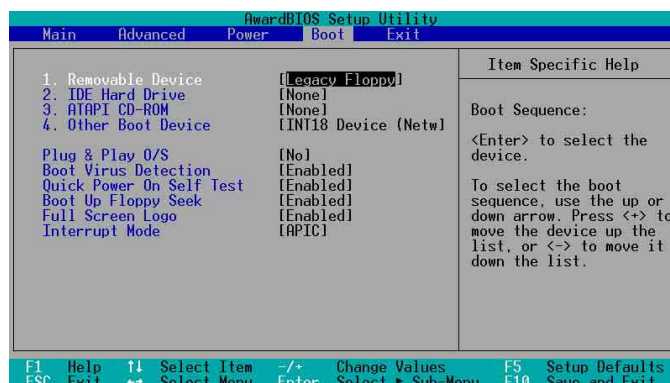 AwardBIOS Setup Utility
Main Advanced Power Boot Exit
1. Removable Device [Legacy Floppy]
2. IDE Hard Drive [None]
3. ATAPI CD-ROM [None]
4. Other Boot Device [INT18 Device (Netw]
Plug & Play O/S [No]
Boot Virus Detection [Enabled]
Quick Power On Self Test [Enabled]
Boot Up Floppy Seek [Enabled]
Full Screen Logo [Enabled]
Interrupt Mode [APIC]
Item Specific Help
Boot Sequence:
<Enter> to select the
device.
To select the boot
sequence, use the up or
down arrow. Press <+> to
move the device up the
list, or <-> to move it
down the list.
F1 Help ↑↓ Select Item -/+ Change Values F5 Setup Defaults
ESC Exit ←→ Select Menu Enter Select ► Sub-Menu F10 Save and Exit